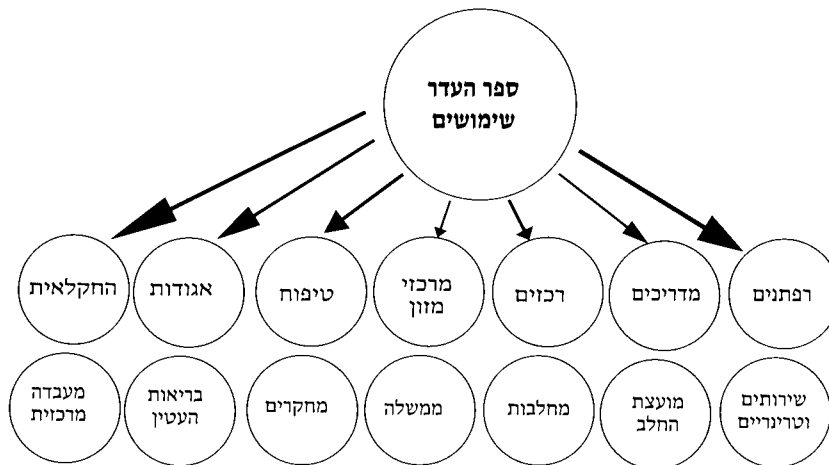 ספר העדר
שימושים
רפתנים
מדריכים
רכזים
מרכזי
מזון
טיפוח
אגודות
החקלאית
שירותים
וטרינריים
מועצת
החלב
מחלבות
ממשלה
מחקרים
בריאות
העטין
מעבדה
מרכזית